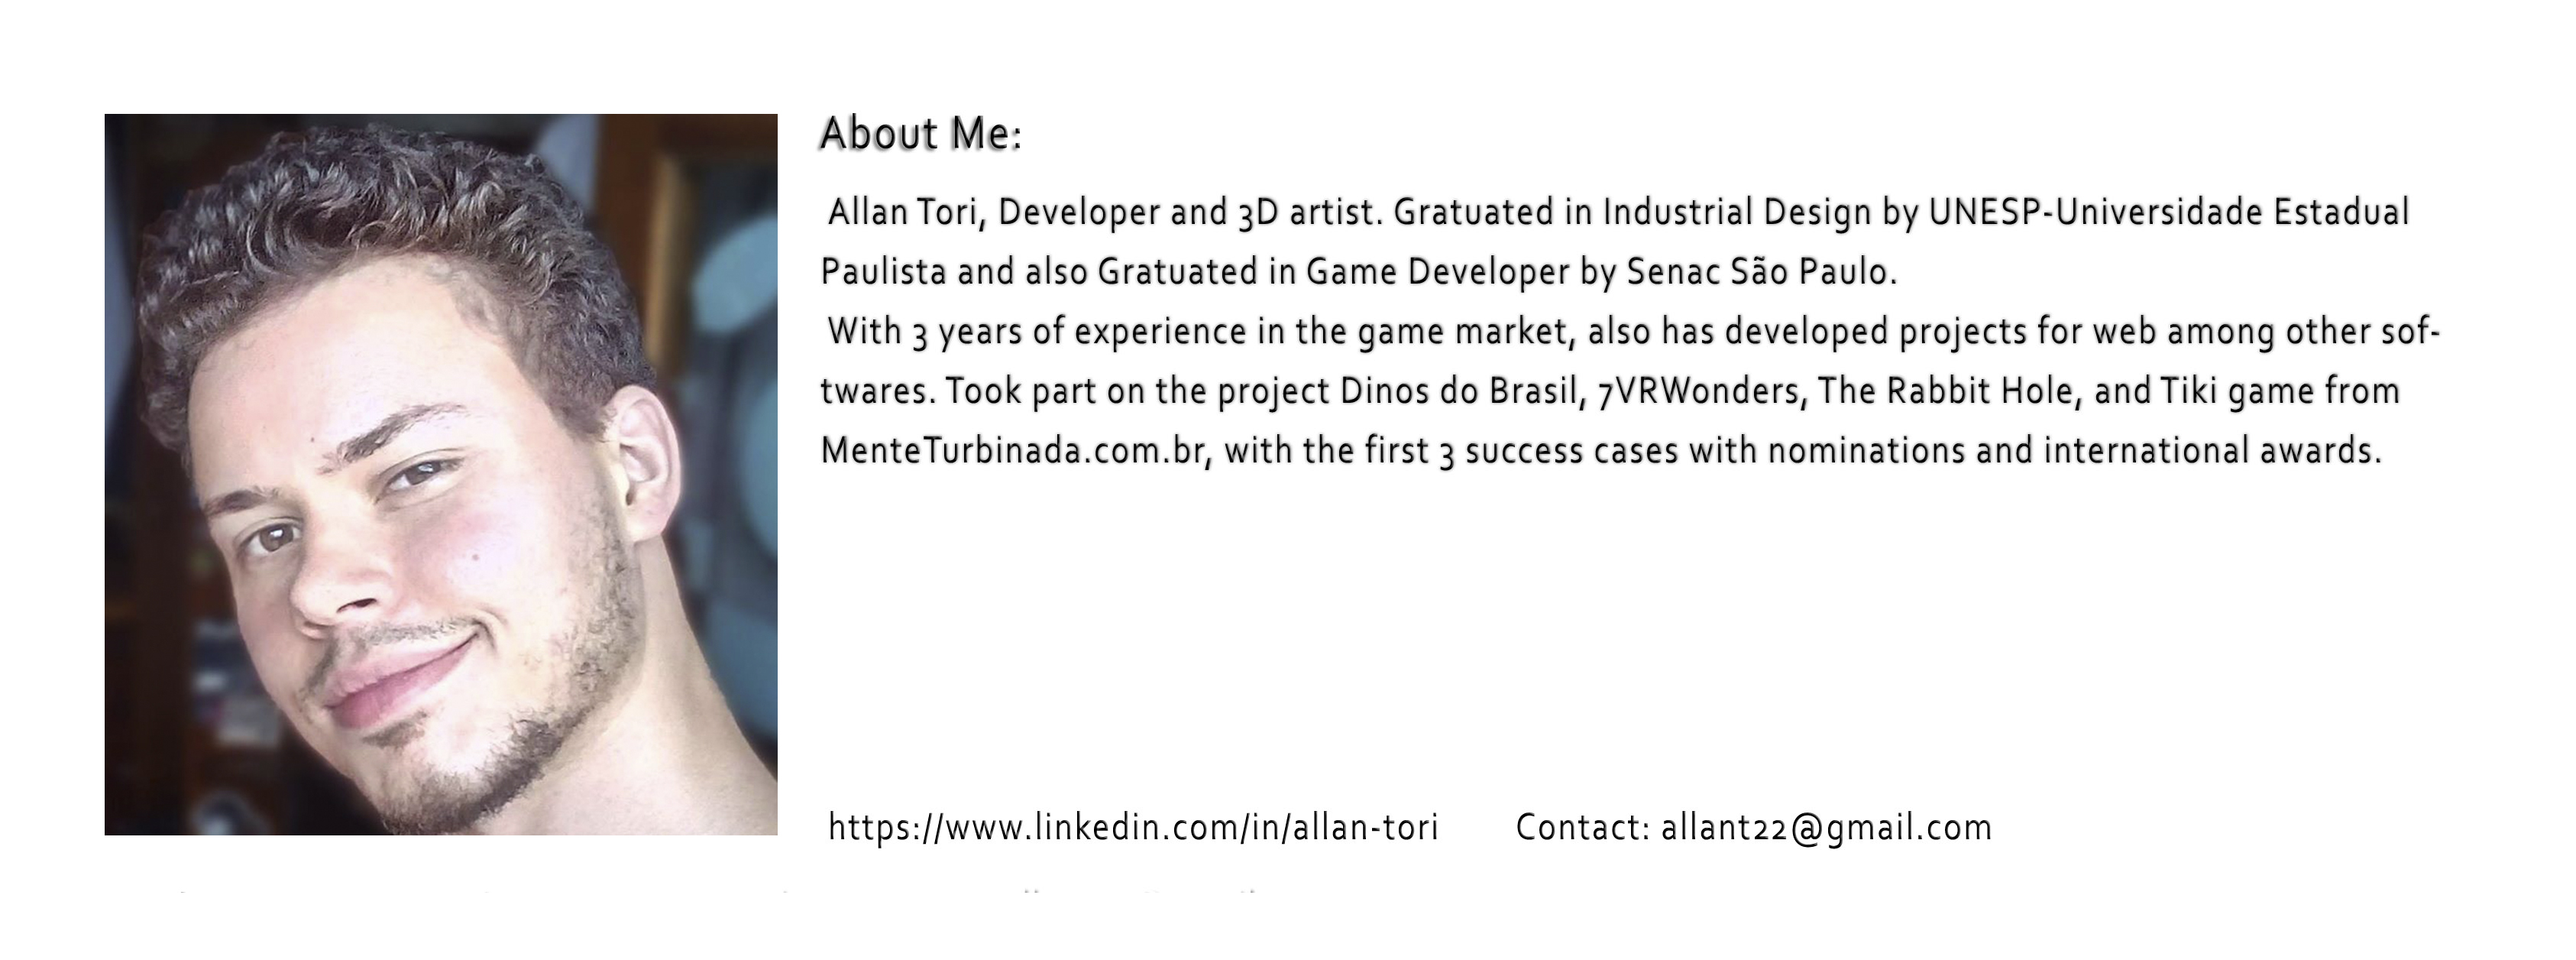 About Me:
Allan Tori, Developer and 3D artist. Gratuated in Industrial Design by UNESP-Universidade Estadual
Paulista and also Gratuated in Game Developer by Senac São Paulo.
With 3 years of experience in the game market, also has developed projects for web among other sof-
twares. Took part on the project Dinos do Brasil, 7VRWonders, The Rabbit Hole, and Tiki game from
MenteTurbinada.com.br, with the first 3 success cases with nominations and international awards.
https://www.linkedin.com/in/allan-tori Contact: allant22@gmail.com